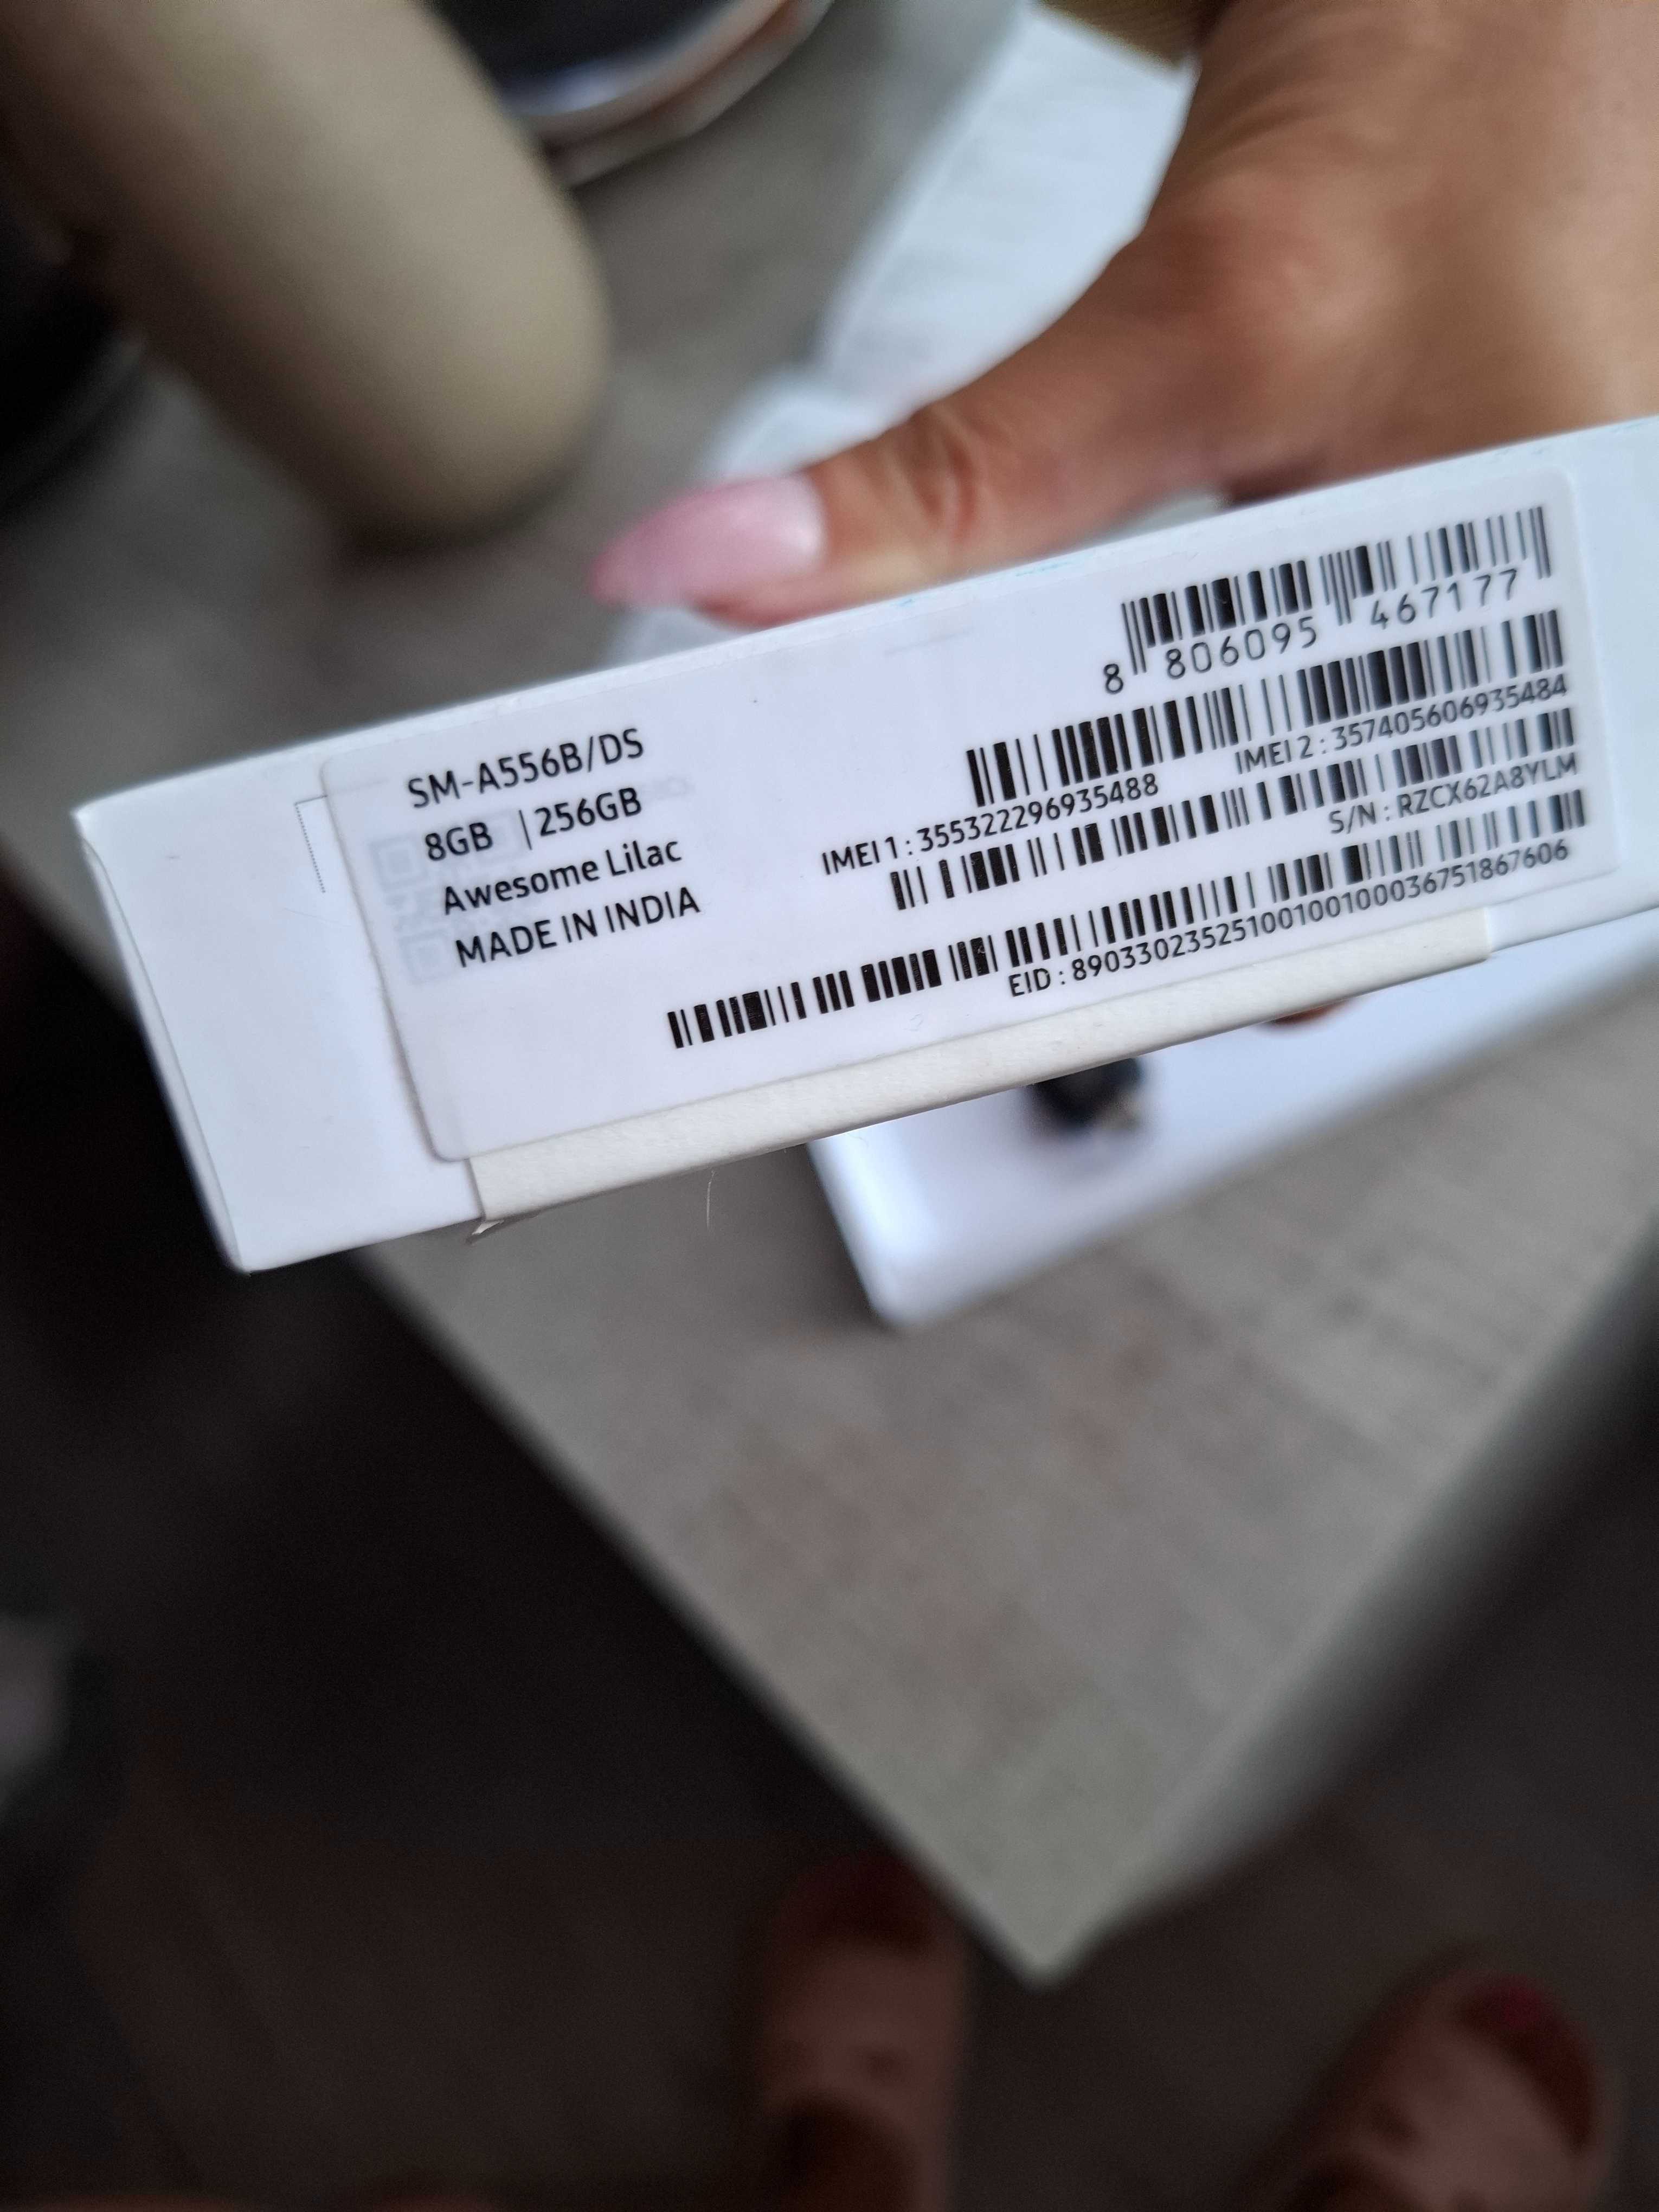 SM-A556B/DS
8GB | 256GB
Awesome Lilac
MADE IN INDIA
8 806095 467177
IMEI 1 : 355322296935488
IMEI 2 : 357405606935484
S/N : RZCX62A8YLM
EID : 89033023525100100100036751867606